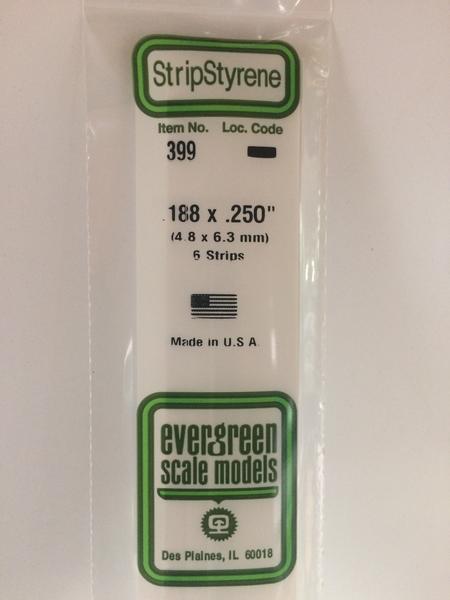 StripStyrene
Item No. Loc. Code
399
.188 x .250"
(4.8 x 6.3 mm)
6 Strips
Made in U.S.A.
evergreen
scale models
Des Plaines, IL 60018